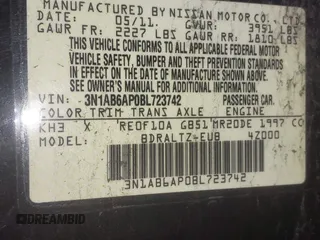 MANUFACTURED BY NISSAN MOTOR CO., LTD.
05/11. GVWR: 3951 LBS
GAWR FR: 2227 LBS GAWR RR: 1810 LBS
THIS VEHICLE CONFORMS TO ALL APPLICABLE FEDERAL MOTOR
VEHICLE SAFETY, BUMPER AND THEFT PREVENTION STANDARDS
IN EFFECT ON THE DATE OF MANUFACTURE SHOWN ABOVE.
SEE OWNER'S MANUAL FOR ADDITIONAL
INFORMATION.
VIN: 3N1AB6AP0BL723742 PASSENGER CAR.
COLOR TRIM TRANS AXLE ENGINE
KH3 X RE0F10A GB51 MR20DE 1997 CC
MODEL BDRALTZ-EUB 4Z000
3N1AB6AP0BL723742
DREAMBID